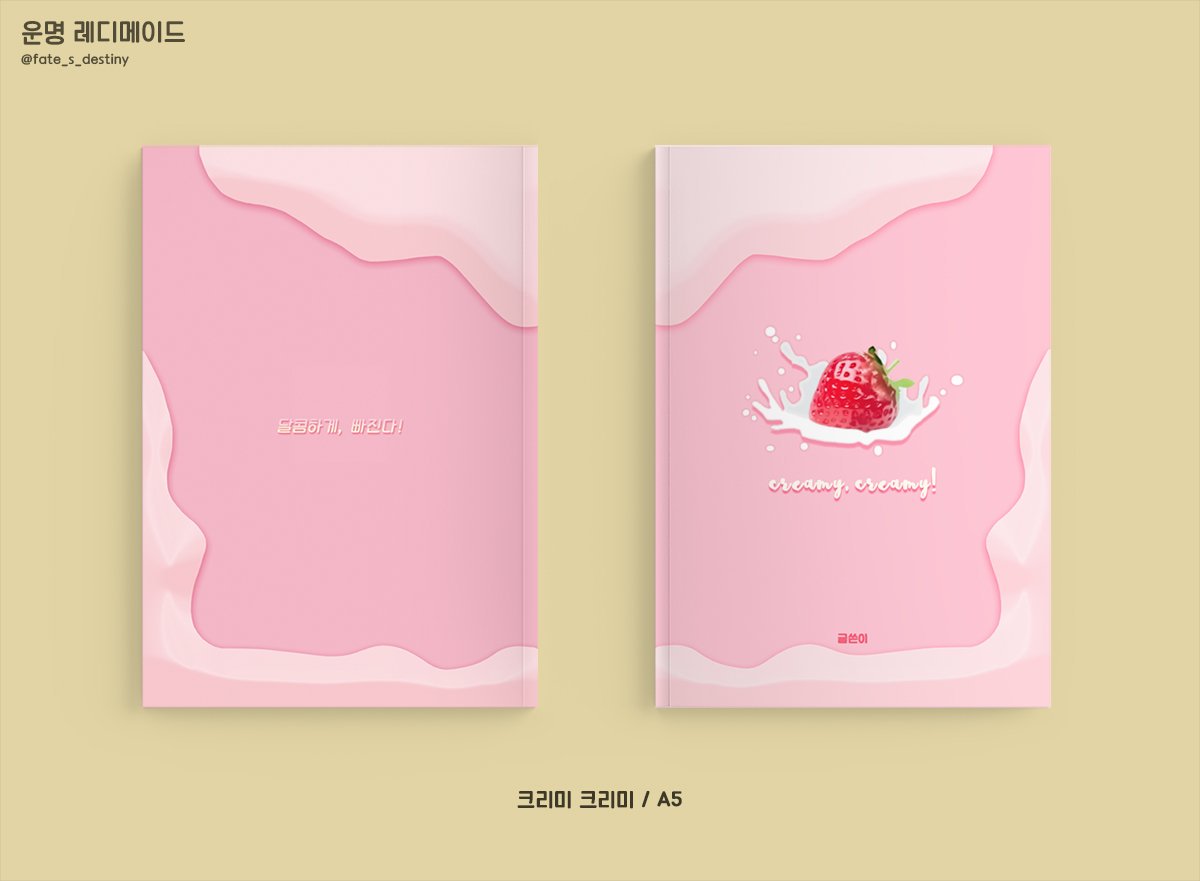 운명 레디메이드
@fate_s_destiny
달콤하게, 빠진다!
creamy, creamy!
글쓴이
크리미 크리미 / A5